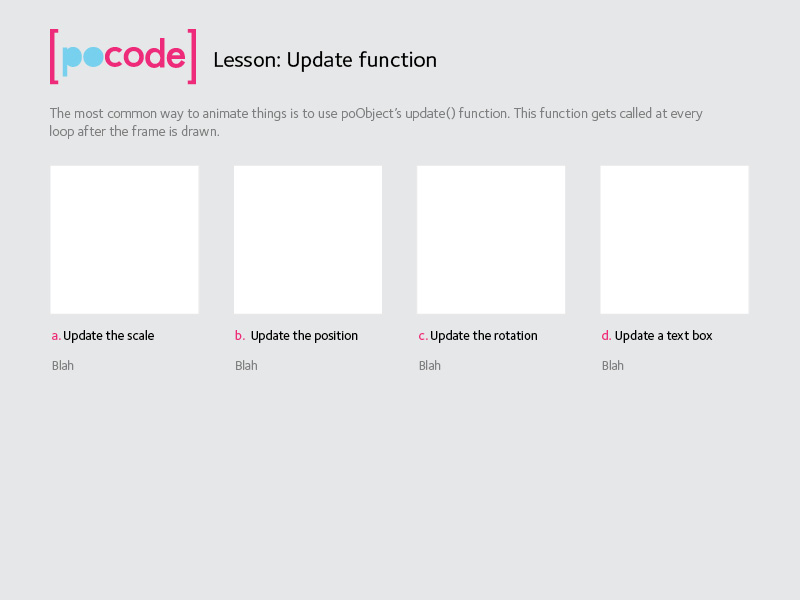 [pocode] Lesson: Update function
The most common way to animate things is to use poObject's update() function. This function gets called at every
loop after the frame is drawn.
a. Update the scale
b. Update the position
c. Update the rotation
d. Update a text box
Blah
Blah
Blah
Blah